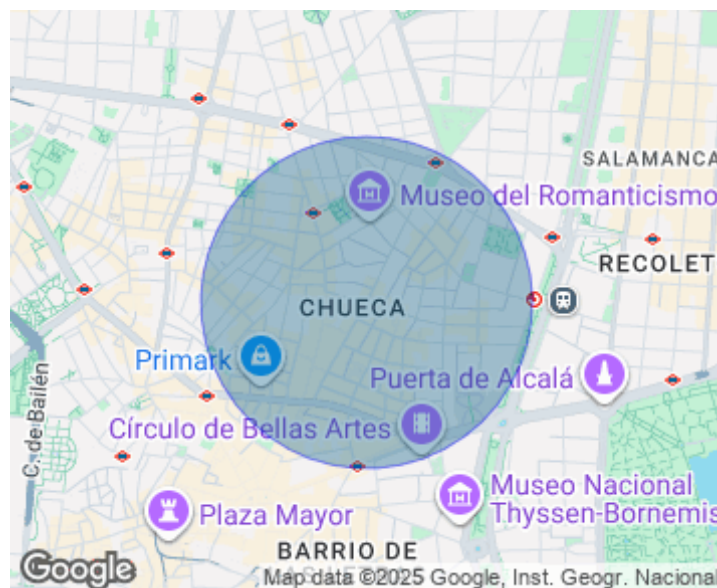 SALAMANCA
Museo del Romanticismo
RECOLET
CHUECA
Primark
Puerta de Alcalá
C. de Bailén
Círculo de Bellas Artes
Museo Nacional
Thyssen-Bornemis
Plaza Mayor
BARRIO DE
Google
Map data ©2025 Google, Inst. Geogr. Nacional